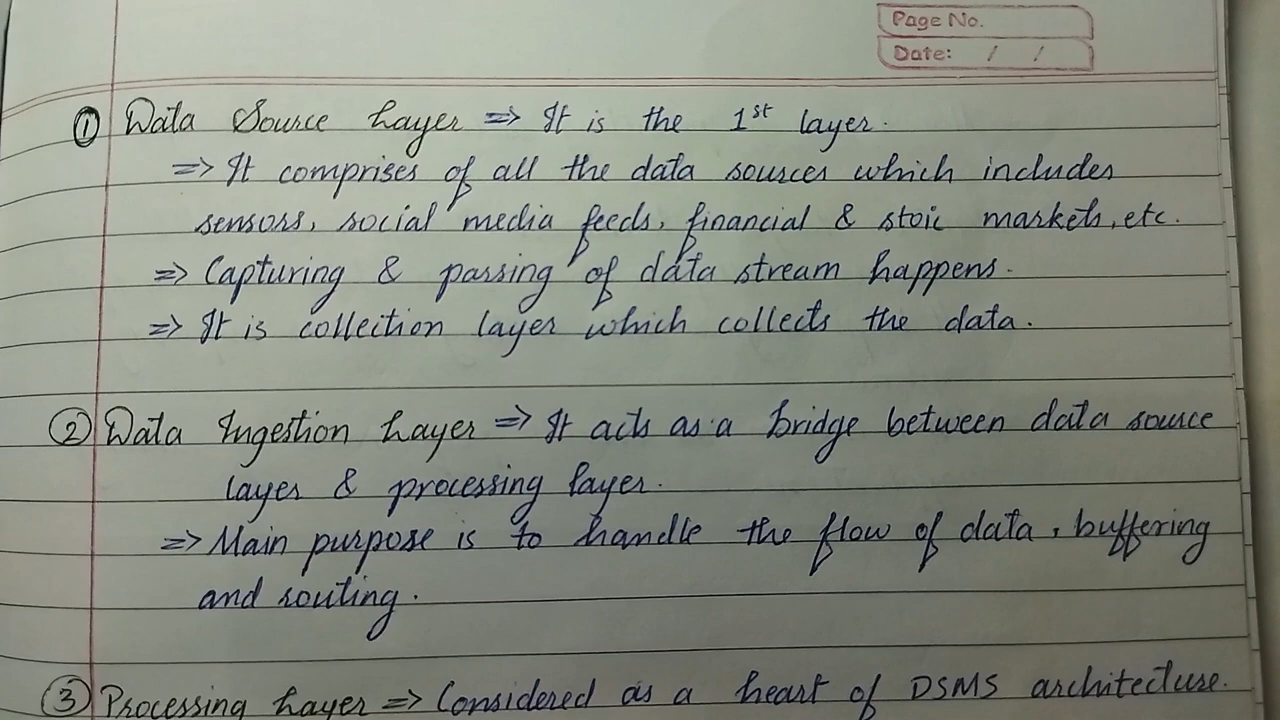 Page No.
Date: / /
① Data Source Layer => It is the 1st layer.
=> It comprises of all the data sources which includes
sensors, social media feeds, financial & stoic markets, etc.
=> Capturing & passing of data stream happens.
=> It is collection layer which collects the data.
② Data Ingestion Layer => It acts as a bridge between data source
layer & processing layer.
=> Main purpose is to handle the flow of data, buffering
and routing.
③ Processing Layer => Considered as a heart of DSMS architecture.